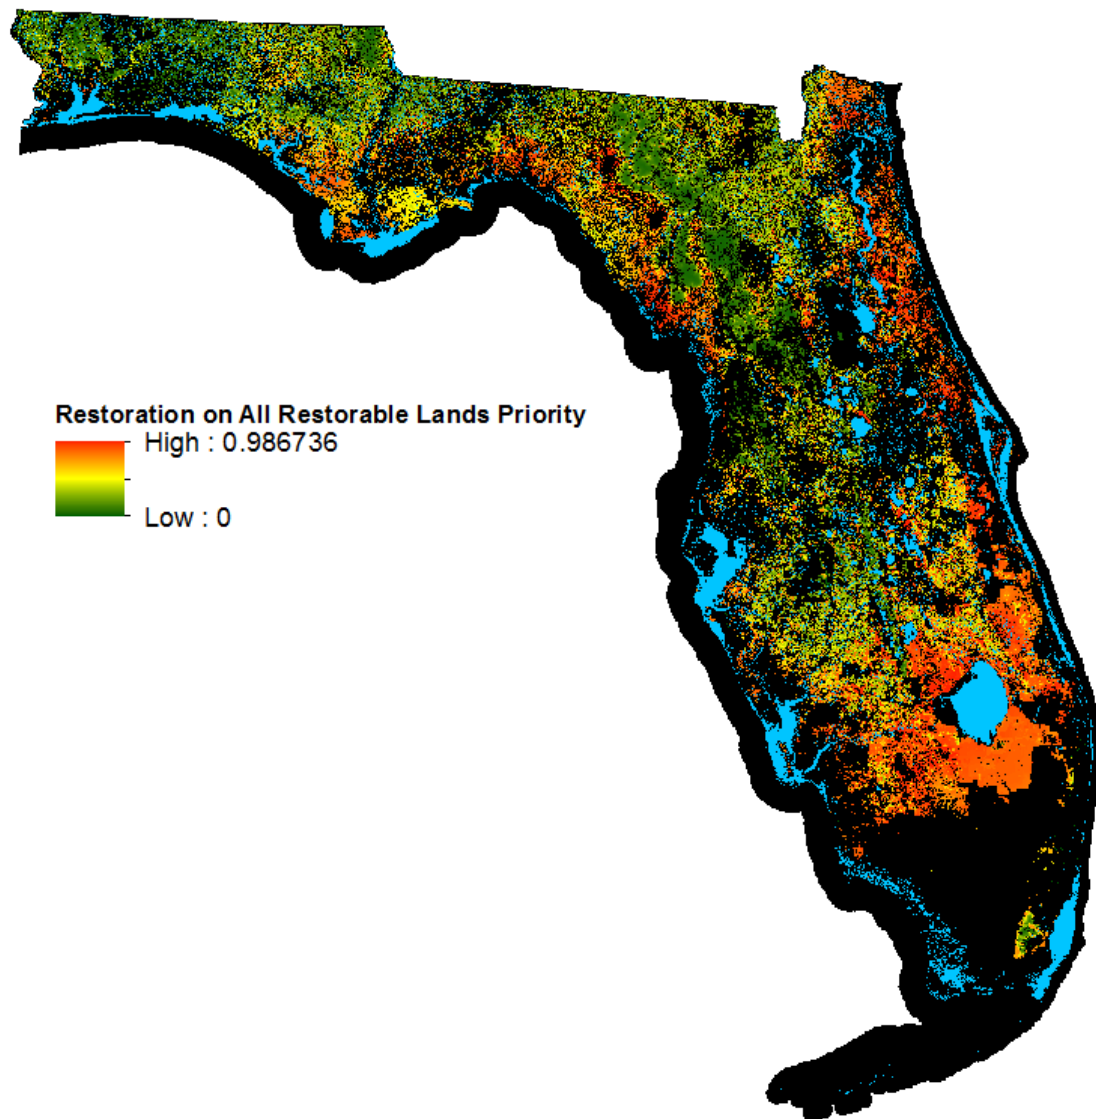 Restoration on All Restorable Lands Priority
High : 0.986736
Low : 0